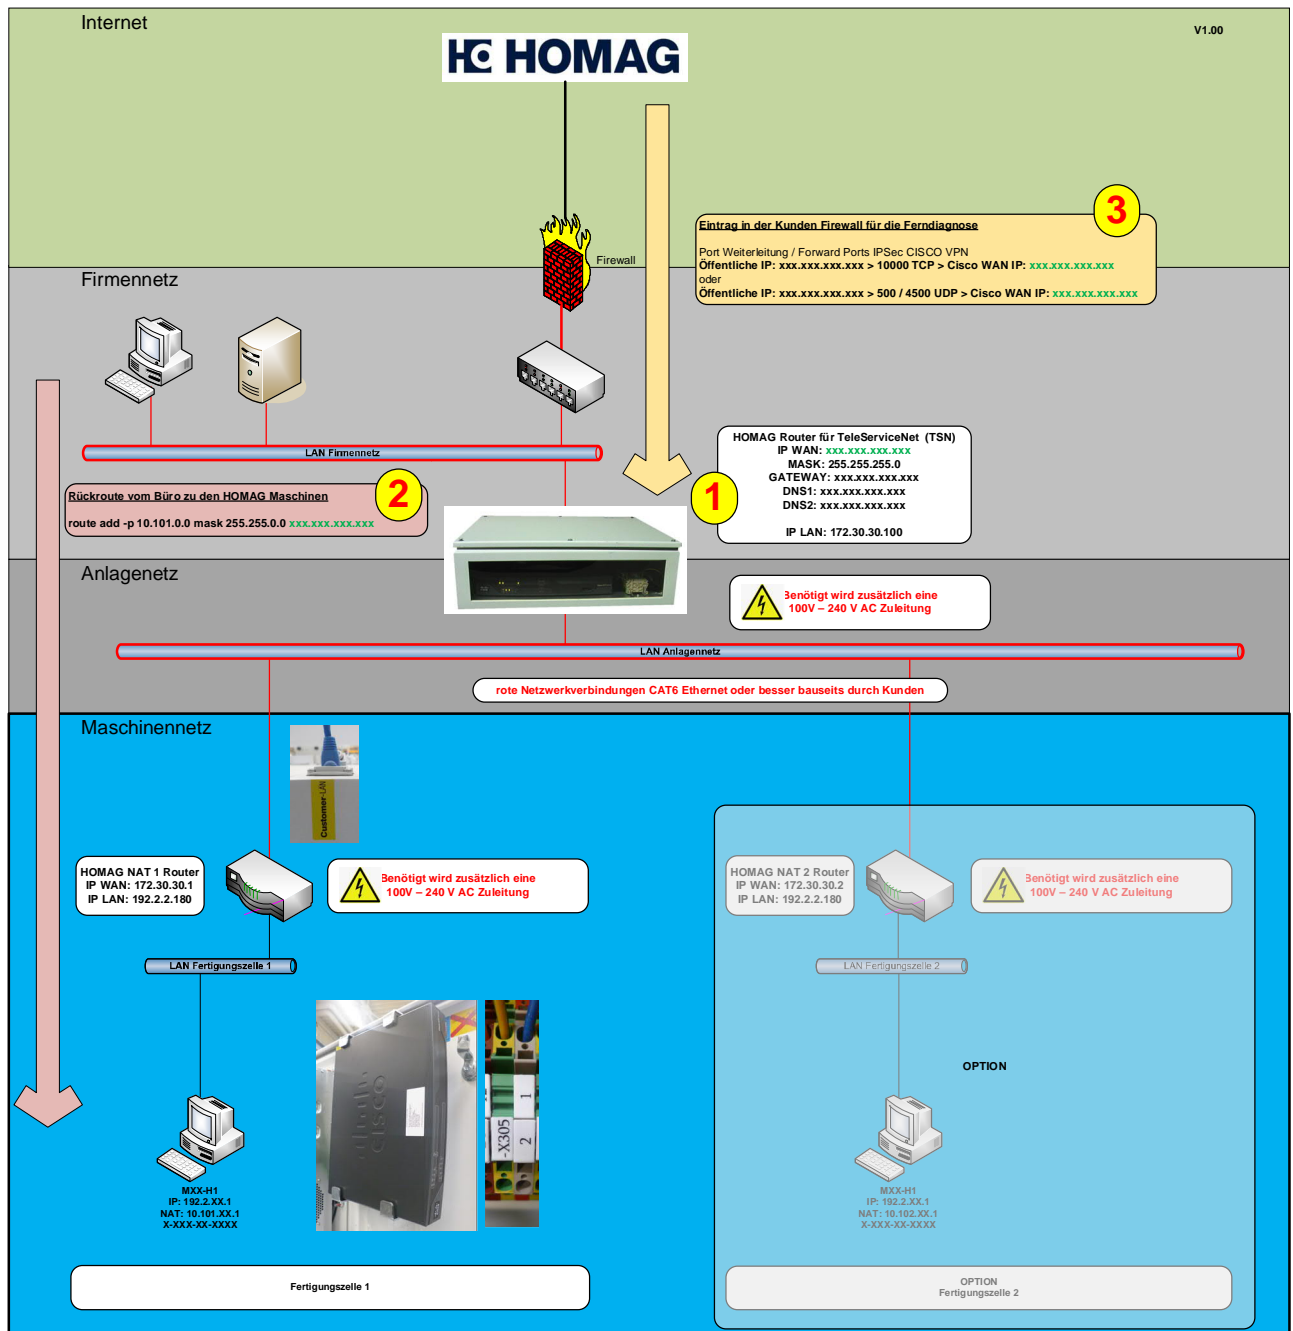 Internet
V1.00
HOMAG
3
Eintrag in der Kunden Firewall für die Ferndiagnose
Port Weiterleitung / Forward Ports IPSec CISCO VPN
Öffentliche IP: xxx.xxx.xxx.xxx > 10000 TCP > Cisco WAN IP: xxx.xxx.xxx.xxx
oder
Öffentliche IP: xxx.xxx.xxx.xxx > 500 / 4500 UDP > Cisco WAN IP: xxx.xxx.xxx.xxx
Firewall
Firmennetz
LAN Firmennetz
1
HOMAG Router für TeleServiceNet (TSN)
IP WAN: xxx.xxx.xxx.xxx
MASK: 255.255.255.0
GATEWAY: xxx.xxx.xxx.xxx
DNS1: xxx.xxx.xxx.xxx
DNS2: xxx.xxx.xxx.xxx
IP LAN: 172.30.30.100
2
Rückroute vom Büro zu den HOMAG Maschinen
route add -p 10.101.0.0 mask 255.255.0.0 xxx.xxx.xxx.xxx
Anlagenetz
Benötigt wird zusätzlich eine
100V – 240 V AC Zuleitung
LAN Anlagennetz
rote Netzwerkverbindungen CAT6 Ethernet oder besser bauseits durch Kunden
Maschinennetz
Customer-LAN
HOMAG NAT 1 Router
IP WAN: 172.30.30.1
IP LAN: 192.2.2.180
Benötigt wird zusätzlich eine
100V – 240 V AC Zuleitung
LAN Fertigungszelle 1
CISCO
-X305
1
2
MXX-H1
IP: 192.2.XX.1
NAT: 10.101.XX.1
X-XXX-XX-XXXX
Fertigungszelle 1
HOMAG NAT 2 Router
IP WAN: 172.30.30.2
IP LAN: 192.2.2.180
Benötigt wird zusätzlich eine
100V – 240 V AC Zuleitung
LAN Fertigungszelle 2
OPTION
MXX-H1
IP: 192.2.XX.1
NAT: 10.102.XX.1
X-XXX-XX-XXXX
OPTION
Fertigungszelle 2